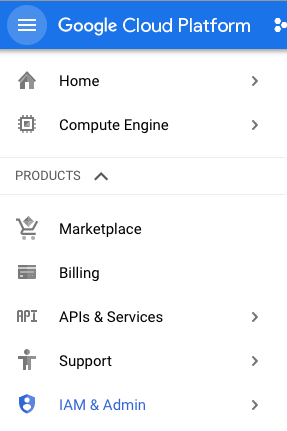 Google Cloud Platform
Home
Compute Engine
PRODUCTS
Marketplace
Billing
API APIs & Services
Support
IAM & Admin